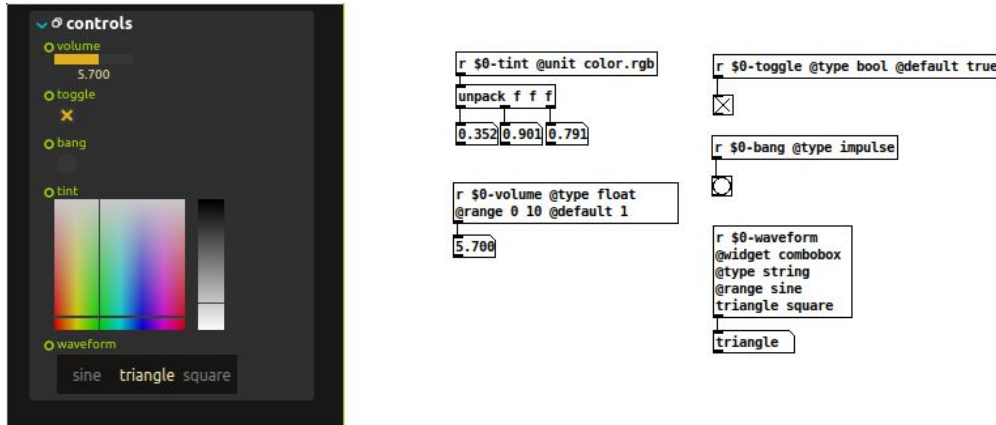 controls
volume
5.700
toggle
bang
tint
waveform
sine triangle square
r $0-tint @unit color.rgb
unpack f f f
0.352 0.901 0.791
r $0-volume @type float
@range 0 10 @default 1
5.700
r $0-toggle @type bool @default true
r $0-bang @type impulse
r $0-waveform
@widget combobox
@type string
@range sine
triangle square
triangle